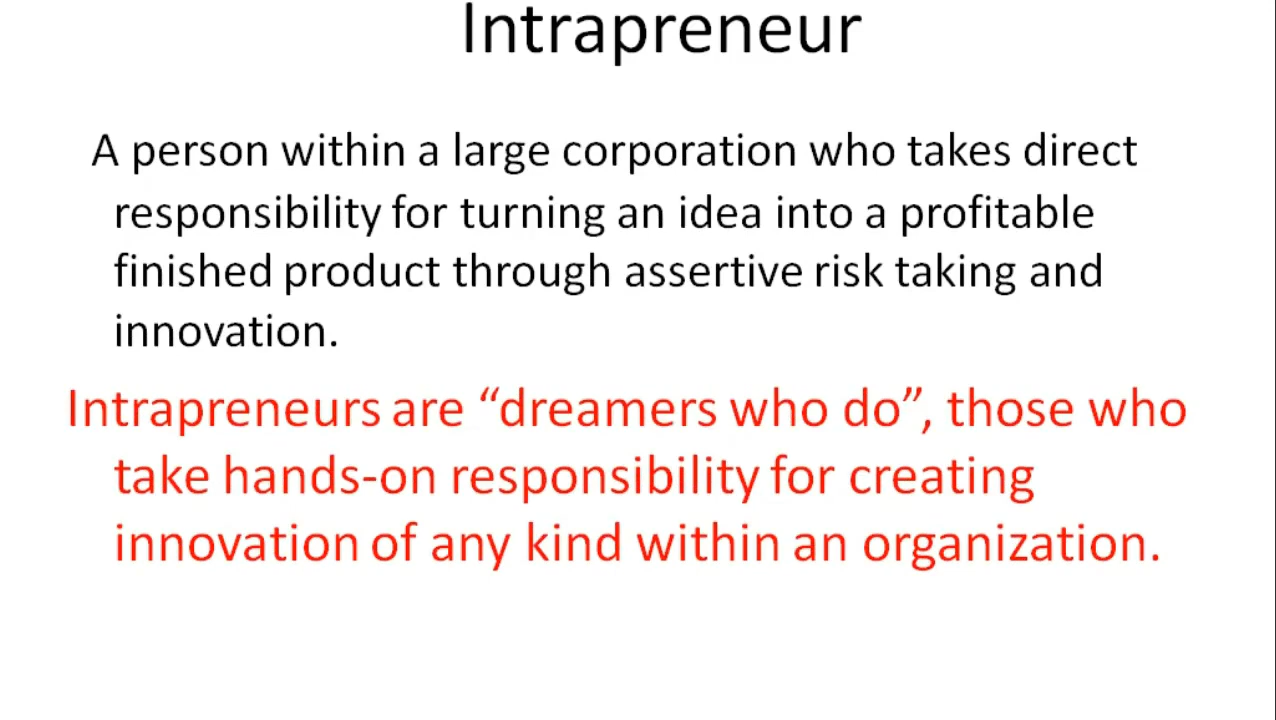 Intrapreneur
A person within a large corporation who takes direct
responsibility for turning an idea into a profitable
finished product through assertive risk taking and
innovation.
Intrapreneurs are “dreamers who do”, those who
take hands-on responsibility for creating
innovation of any kind within an organization.